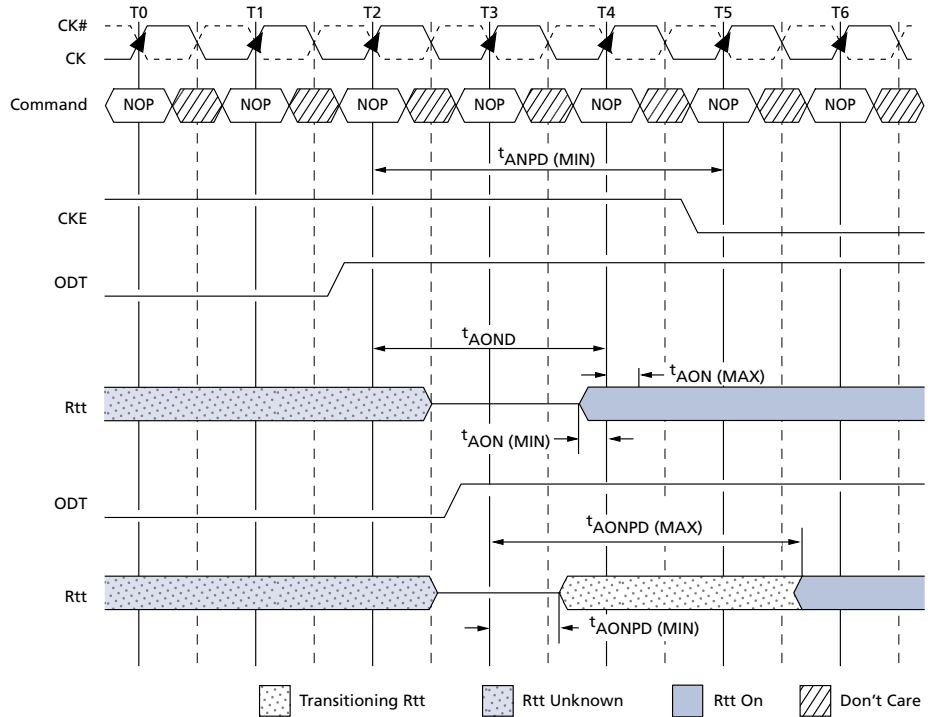 T0 T1 T2 T3 T4 T5 T6
CK#
CK
Command NOP NOP NOP NOP NOP NOP NOP
tANPD (MIN)
CKE
ODT
tAOND
tAON (MAX)
Rtt
tAON (MIN)
ODT
tAONPD (MAX)
Rtt
tAONPD (MIN)
Transitioning Rtt Rtt Unknown Rtt On Don't Care